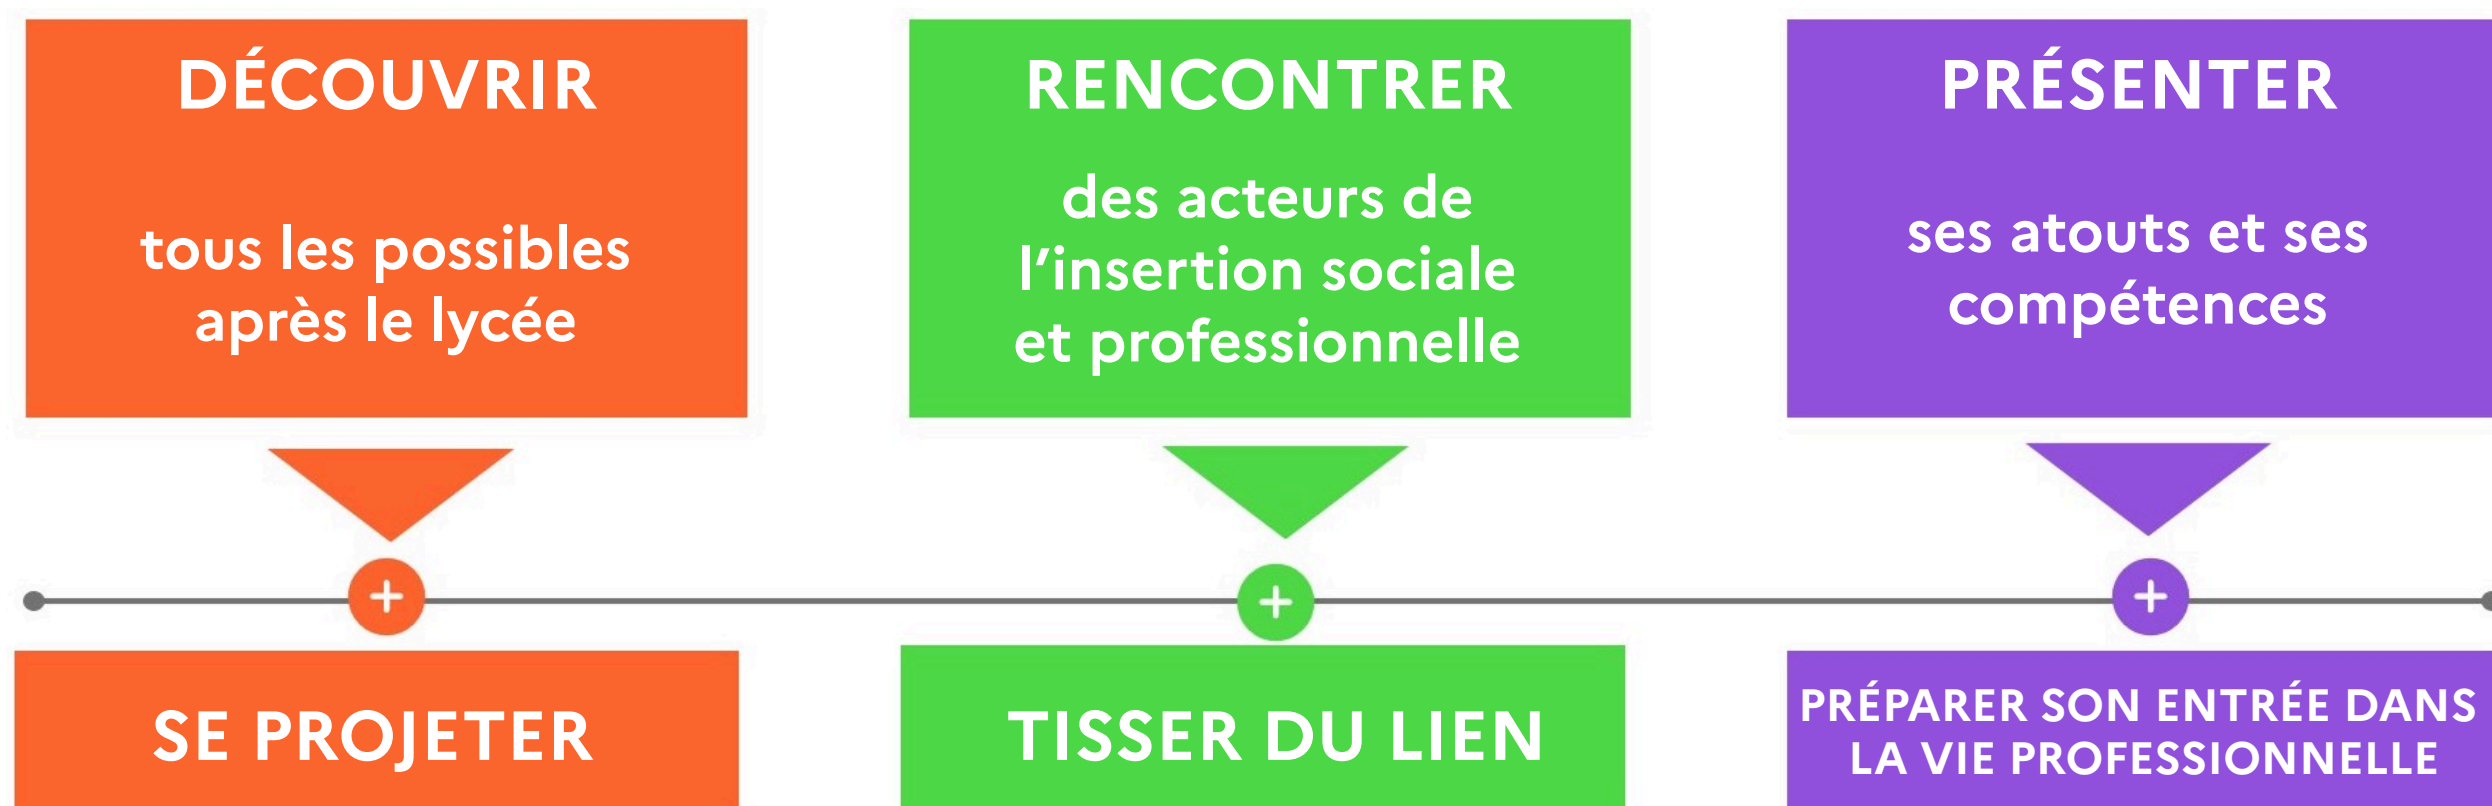 DÉCOUVRIR
tous les possibles
après le lycée
RENCONTRER
des acteurs de
l'insertion sociale
et professionnelle
PRÉSENTER
ses atouts et ses
compétences
SE PROJETER
TISSER DU LIEN
PRÉPARER SON ENTRÉE DANS
LA VIE PROFESSIONNELLE